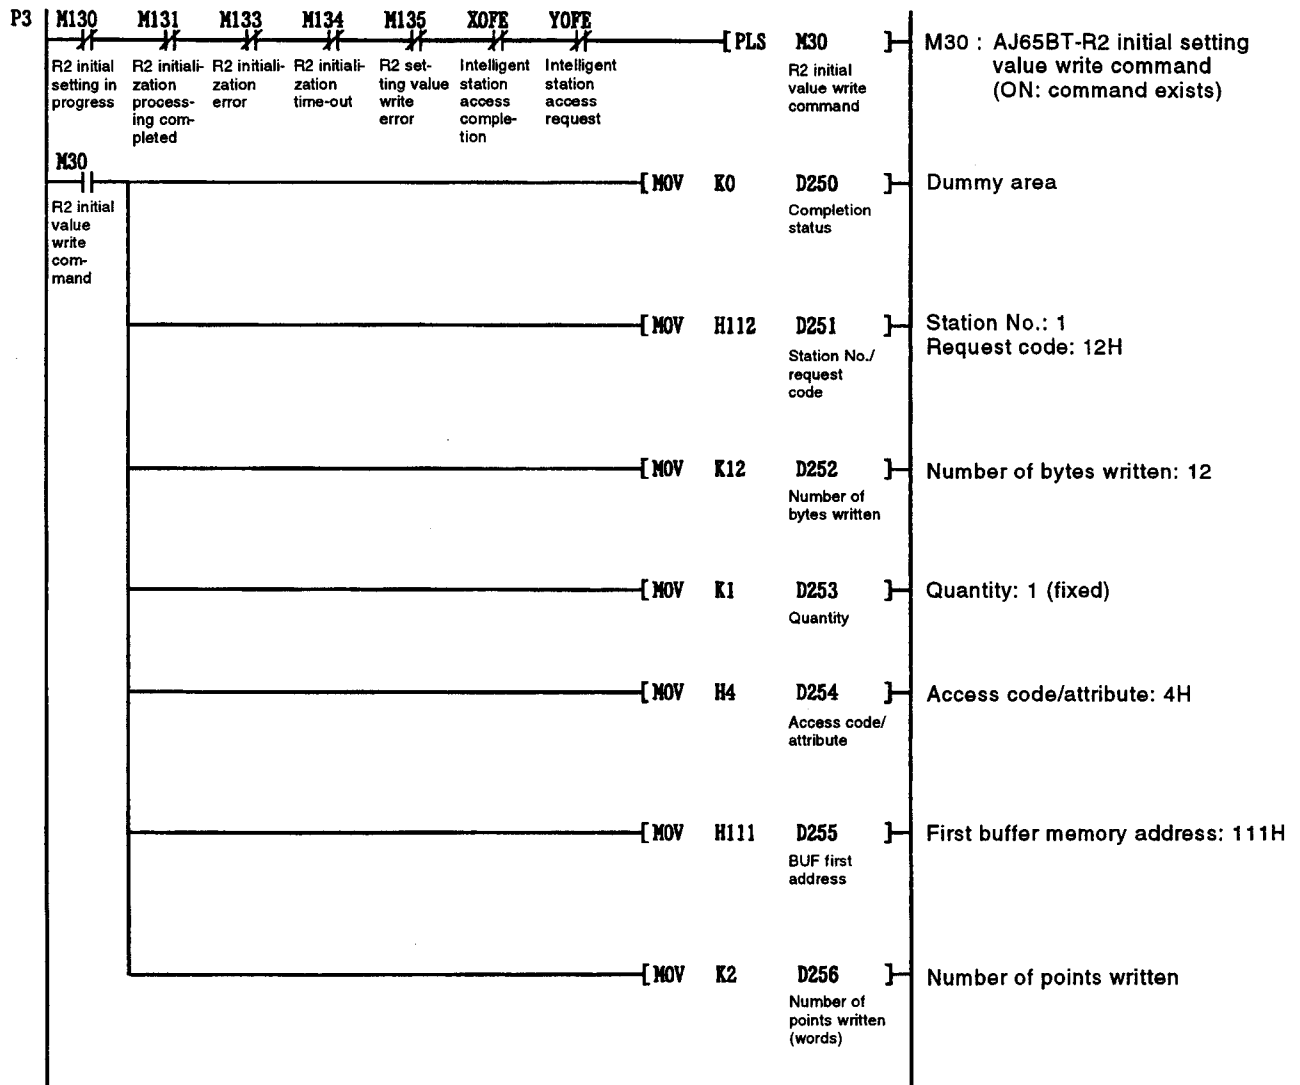 P3 M130 M131 M133 M134 M135 X0FE Y0FE
[ PLS M30 ] M30 : AJ65BT-R2 initial setting
value write command
(ON: command exists)
R2 initial
setting in
progress
R2 initiali-
zation
process-
ing com-
pleted
R2 initiali-
zation
error
R2 initiali-
zation
time-out
R2 set-
ting value
write
error
Intelligent
station
access
comple-
tion
Intelligent
station
access
request
R2 initial
value write
command
M30
R2 initial
value
write
com-
mand
[ MOV K0 D250 ] Dummy area
Completion
status
[ MOV H112 D251 ] Station No.: 1
Request code: 12H
Station No./
request
code
[ MOV K12 D252 ] Number of bytes written: 12
Number of
bytes written
[ MOV K1 D253 ] Quantity: 1 (fixed)
Quantity
[ MOV H4 D254 ] Access code/attribute: 4H
Access code/
attribute
[ MOV H111 D255 ] First buffer memory address: 111H
BUF first
address
[ MOV K2 D256 ] Number of points written
Number of
points written
(words)